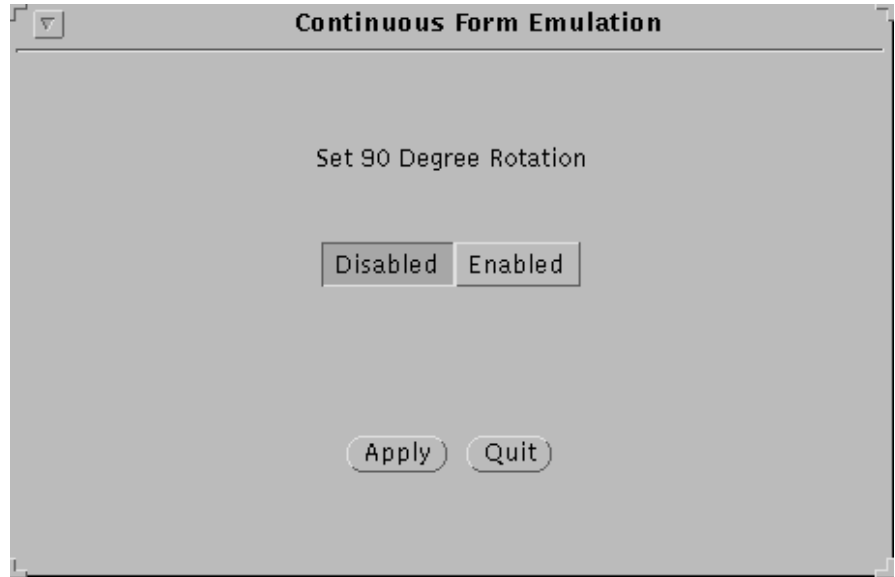 Continuous Form Emulation
Set 90 Degree Rotation
Disabled Enabled
Apply Quit